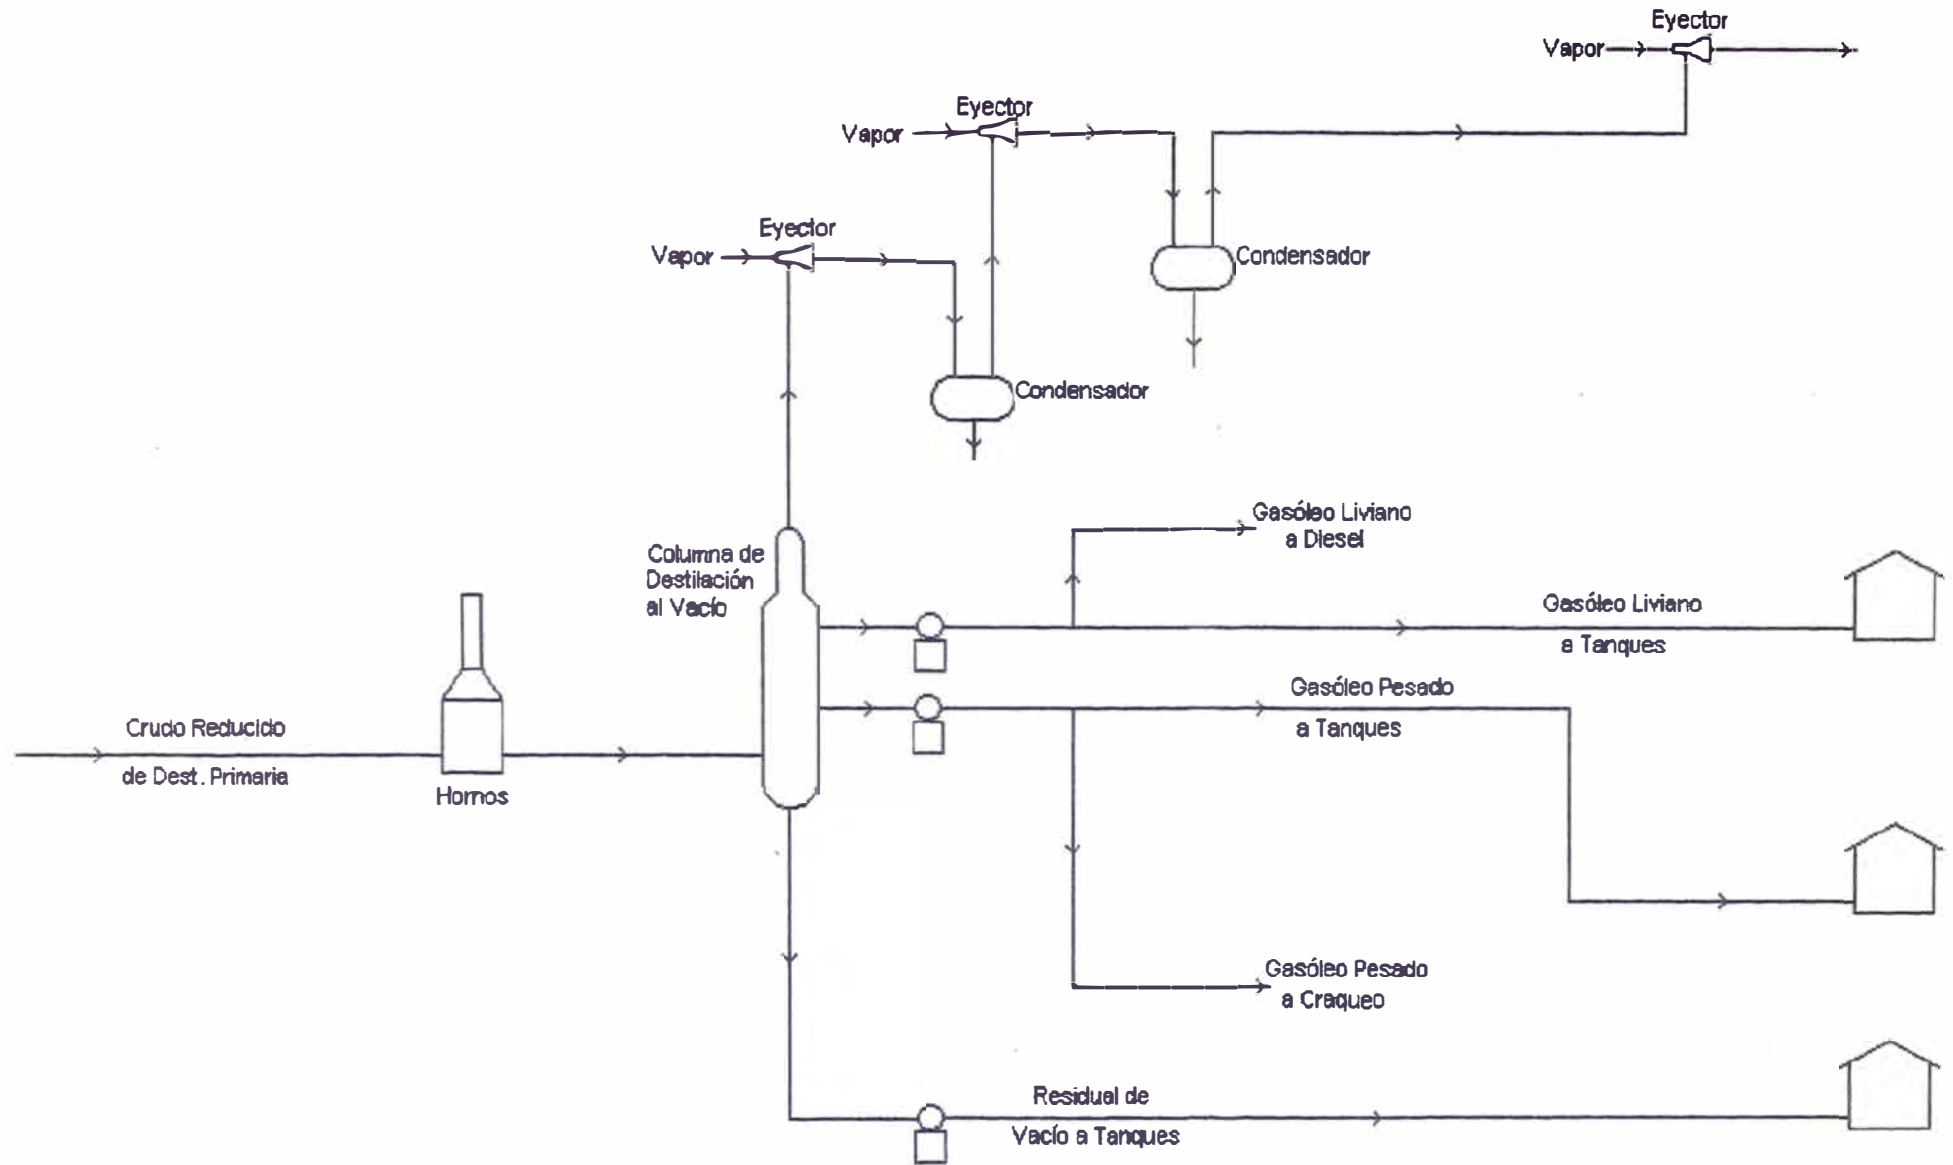 Eyector
Vapor
Eyector
Vapor
Eyector
Vapor
Condensador
Condensador
Gasóleo Liviano
a Diesel
Columna de
Destilación
al Vacío
Gasóleo Liviano
a Tanques
Gasóleo Pesado
a Tanques
Crudo Reducido
de Dest. Primaria
Hornos
Gasóleo Pesado
a Craqueo
Residual de
Vacío a Tanques